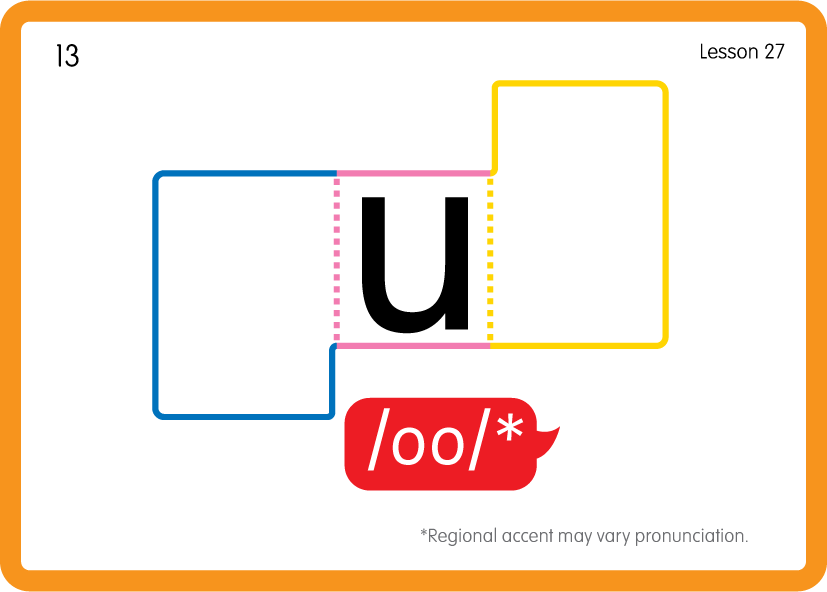 13
Lesson 27
u
/oo/*
*Regional accent may vary pronunciation.